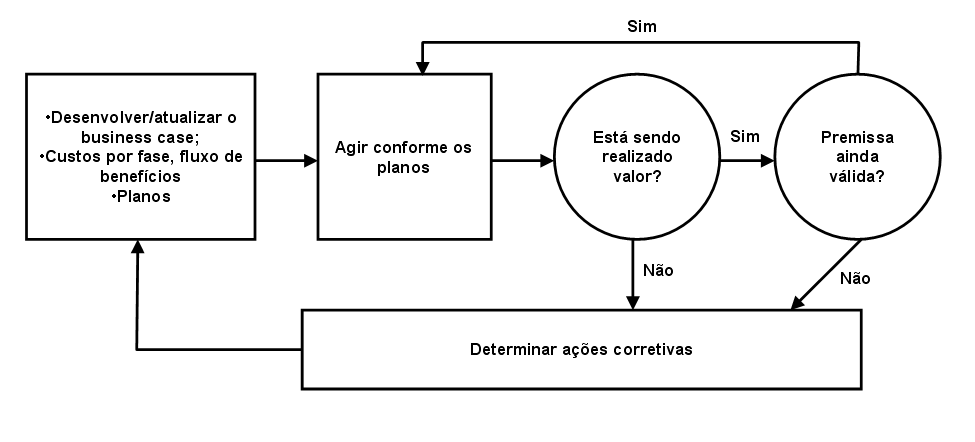 Sim
•Desenvolver/atualizar o
business case;
•Custos por fase, fluxo de
benefícios
•Planos
Agir conforme os
planos
Está sendo
realizado
valor?
Sim
Premissa
ainda
válida?
Não
Não
Determinar ações corretivas